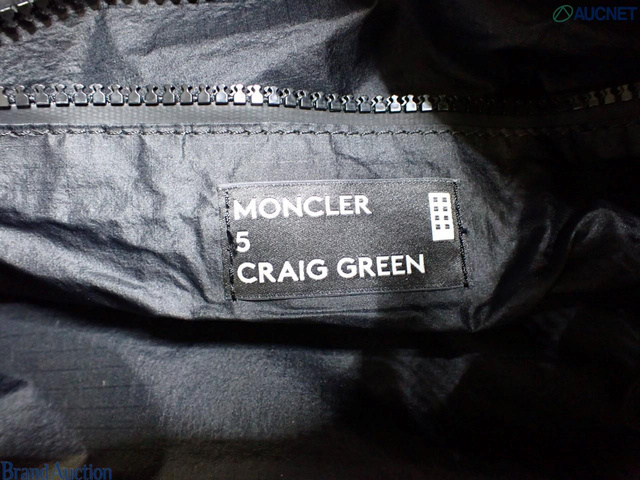 AUCNET
MONCLER
5
CRAIG GREEN
Brand Auction